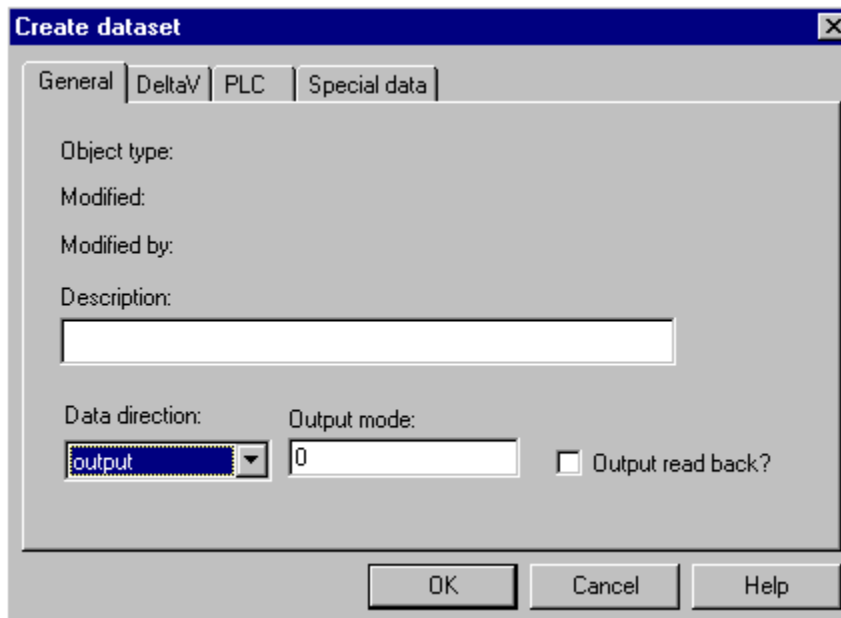 Create dataset
General DeltaV PLC Special data
Object type:
Modified:
Modified by:
Description:
Data direction: Output mode:
output 0 Output read back?
OK Cancel Help